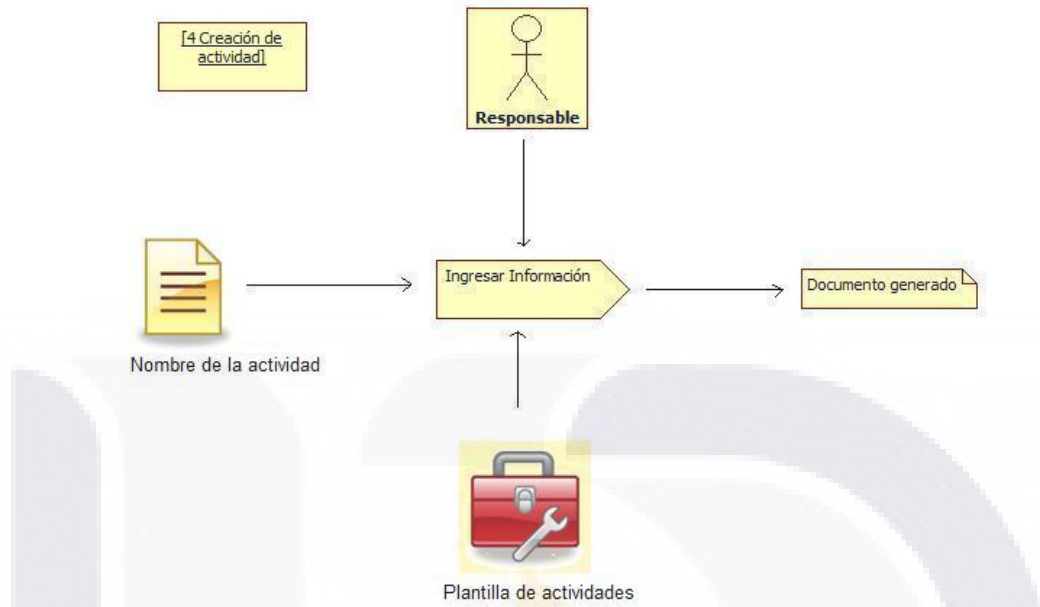 [4 Creación de
actividad]
Responsable
Ingresar Información
Documento generado
Nombre de la actividad
Plantilla de actividades